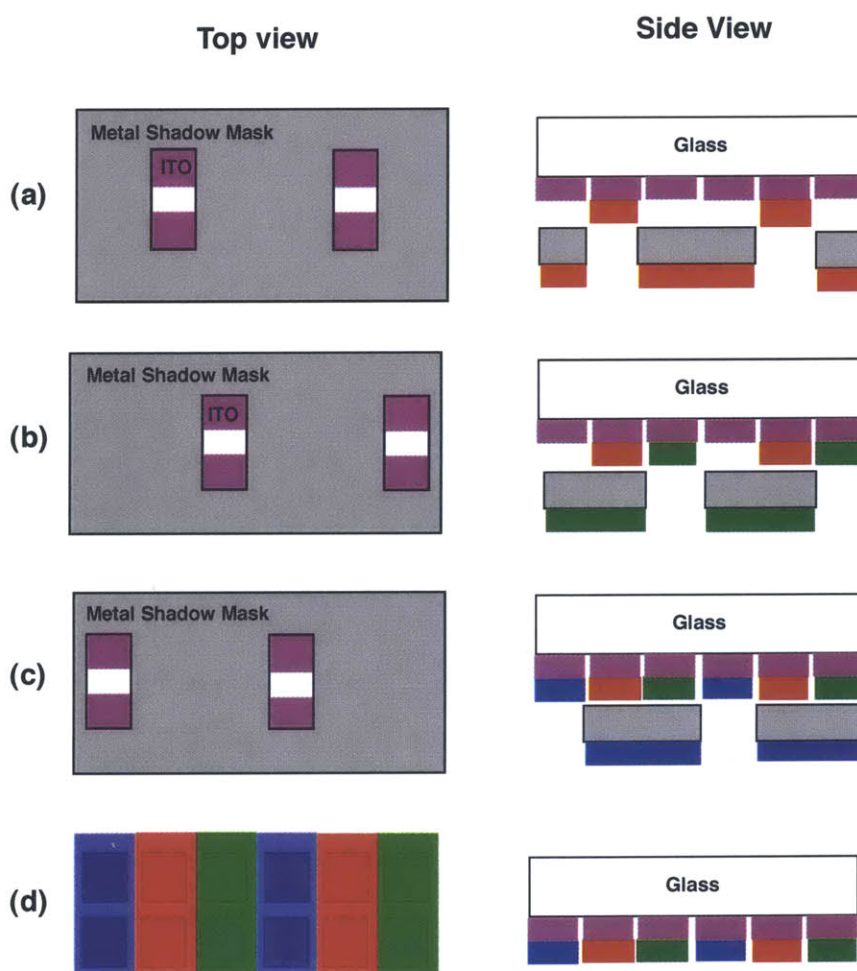 Top view
Side View
(a)
Metal Shadow Mask
ITO
Glass
(b)
Metal Shadow Mask
ITO
Glass
(c)
Metal Shadow Mask
Glass
(d)
Glass